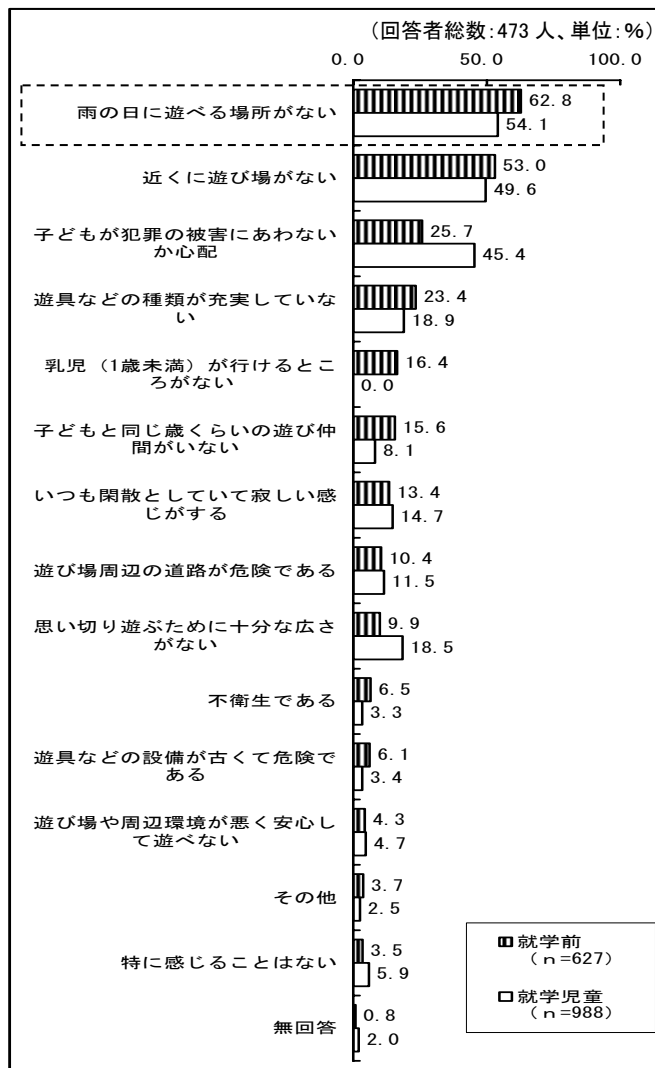 (回答者総数:473 人、単位:%)
0.0 50.0 100.0
雨の日に遊べる場所がない
62.8
54.1
近くに遊び場がない
53.0
49.6
子どもが犯罪の被害にあわない
か心配
25.7
45.4
遊具などの種類が充実していな
い
23.4
18.9
乳児(1歳未満)が行けるとこ
ろがない
16.4
0.0
子どもと同じ歳くらいの遊び仲
間がいない
15.6
8.1
いつも閑散としていて寂しい感
じがする
13.4
14.7
遊び場周辺の道路が危険である
10.4
11.5
思い切り遊ぶために十分な広さ
がない
9.9
18.5
不衛生である
6.5
3.3
遊具などの設備が古くて危険で
ある
6.1
3.4
遊び場や周辺環境が悪く安心し
て遊べない
4.3
4.7
その他
3.7
2.5
特に感じることはない
3.5
5.9
無回答
0.8
2.0
就学前
(n=627)
就学児童
(n=988)